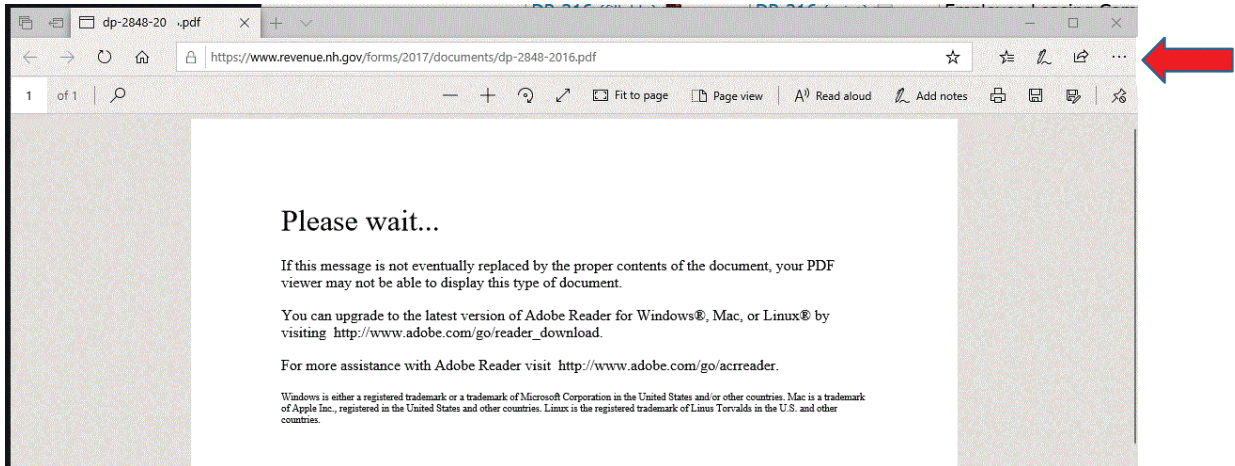 dp-2848-20 .pdf
https://www.revenue.nh.gov/forms/2017/documents/dp-2848-2016.pdf
1 of 1 Fit to page Page view A Read aloud Add notes
Please wait...
If this message is not eventually replaced by the proper contents of the document, your PDF
viewer may not be able to display this type of document.
You can upgrade to the latest version of Adobe Reader for Windows®, Mac, or Linux® by
visiting http://www.adobe.com/go/reader_download.
For more assistance with Adobe Reader visit http://www.adobe.com/go/acrreader.
Windows is either a registered trademark or a trademark of Microsoft Corporation in the United States and/or other countries. Mac is a trademark
of Apple Inc., registered in the United States and other countries. Linux is the registered trademark of Linus Torvalds in the U.S. and other
countries.